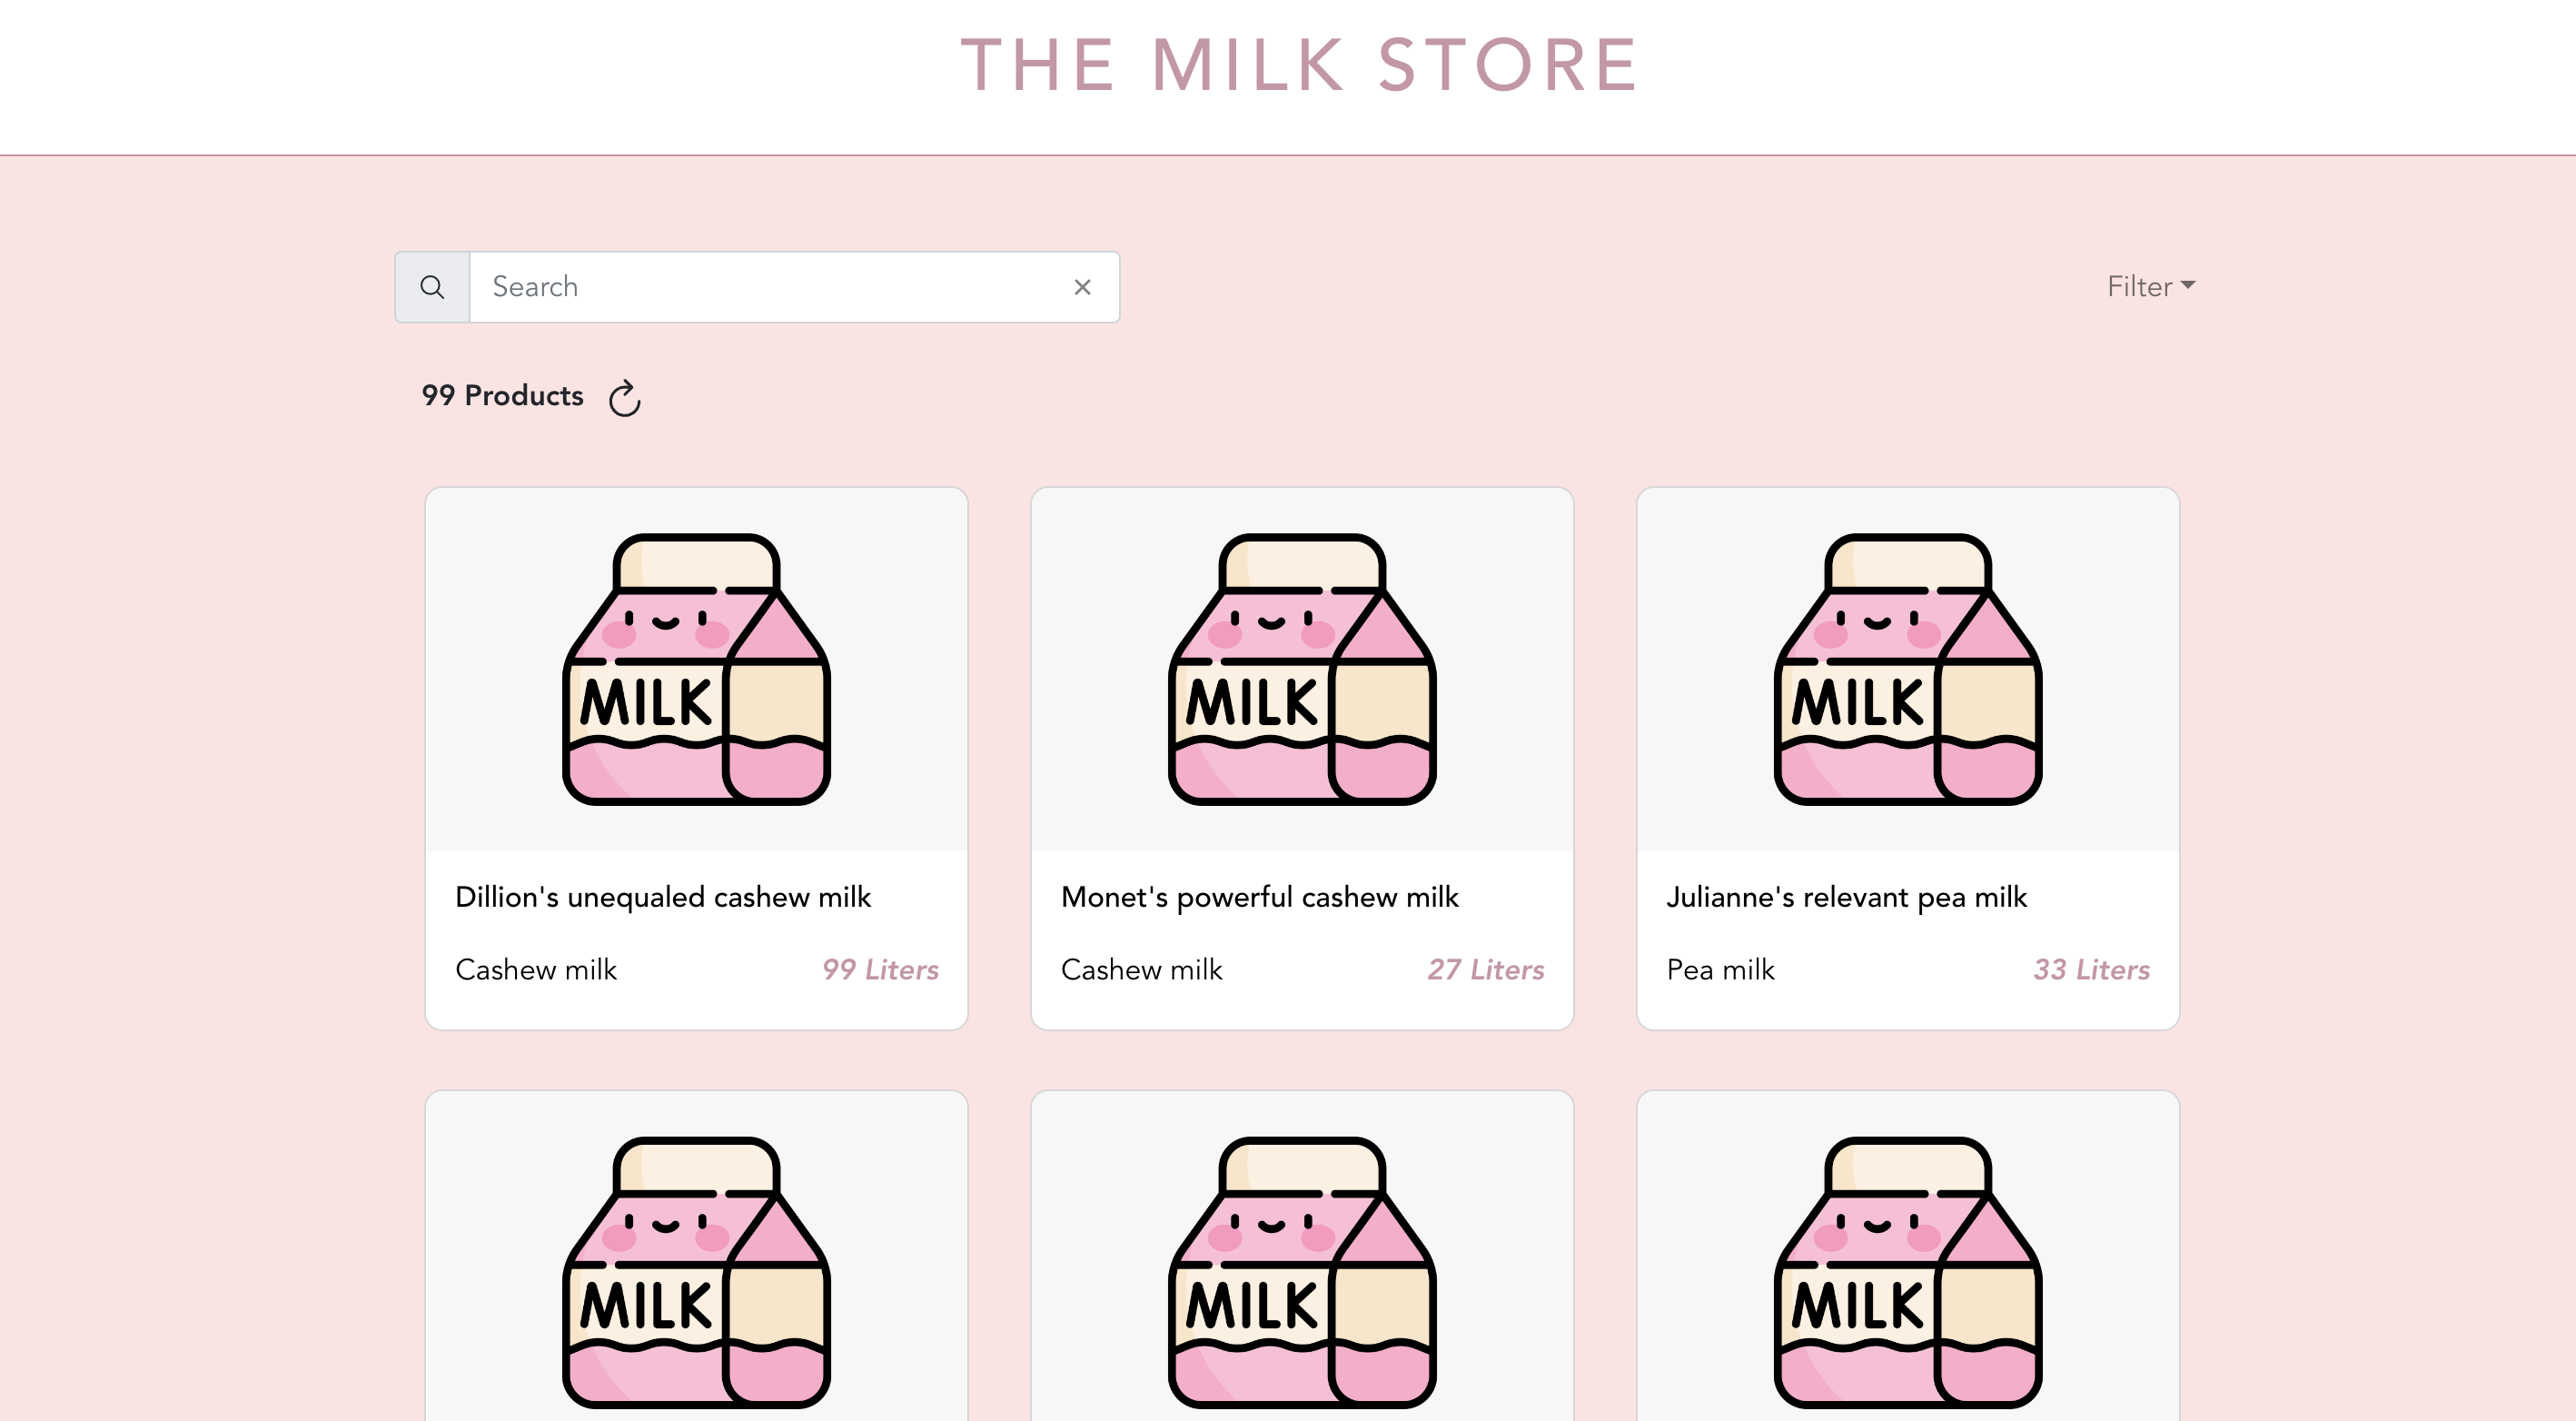 THE MILK STORE
Search
Filter
99 Products
MILK MILK MILK
Dillion's unequaled cashew milk
Cashew milk 99 Liters
Monet's powerful cashew milk
Cashew milk 27 Liters
Julianne's relevant pea milk
Pea milk 33 Liters
MILK MILK MILK